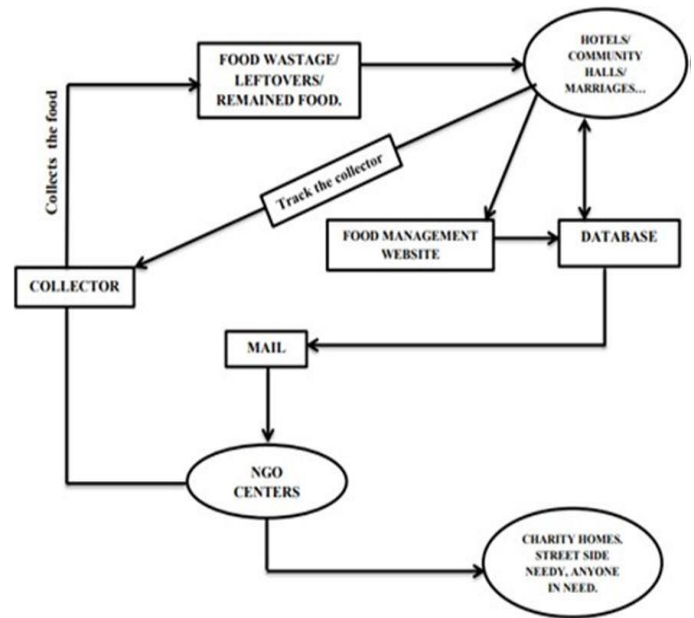 FOOD WASTAGE/
LEFTOVERS/
REMAINED FOOD.
HOTELS/
COMMUNITY
HALLS/
MARRIAGES...
Collects the food
Track the collector
FOOD MANAGEMENT
WEBSITE
DATABASE
COLLECTOR
MAIL
NGO
CENTERS
CHARITY HOMES.
STREET SIDE
NEEDY, ANYONE
IN NEED.